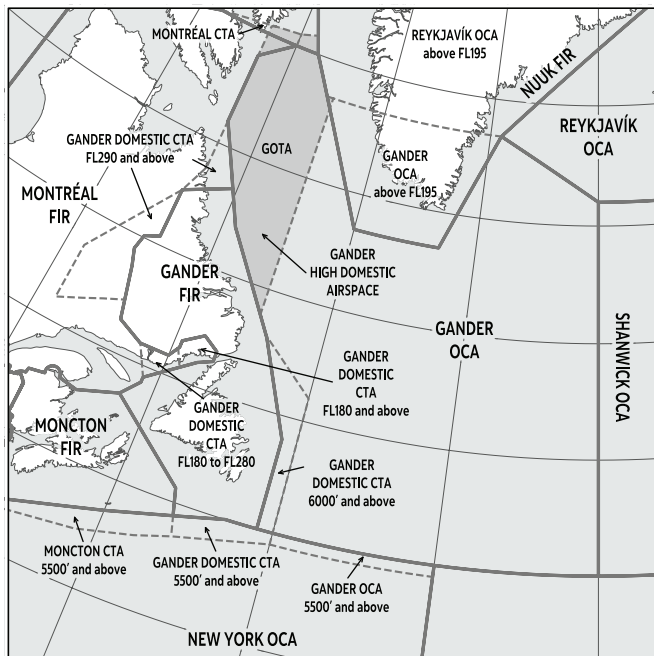 MONTRÉAL CTA
REYKJAVÍK OCA
above FL195
NUUK FIR
REYKJAVÍK
OCA
GANDER DOMESTIC CTA
FL290 and above
GOTA
GANDER
OCA
above FL195
MONTRÉAL
FIR
GANDER
HIGH DOMESTIC
AIRSPACE
GANDER
FIR
GANDER
OCA
SHANWICK OCA
GANDER
DOMESTIC
CTA
FL180 and above
GANDER
DOMESTIC
CTA
FL180 to FL280
MONCTON
FIR
GANDER
DOMESTIC CTA
6000' and above
MONCTON CTA
5500' and above
GANDER DOMESTIC CTA
5500' and above
GANDER OCA
5500' and above
NEW YORK OCA